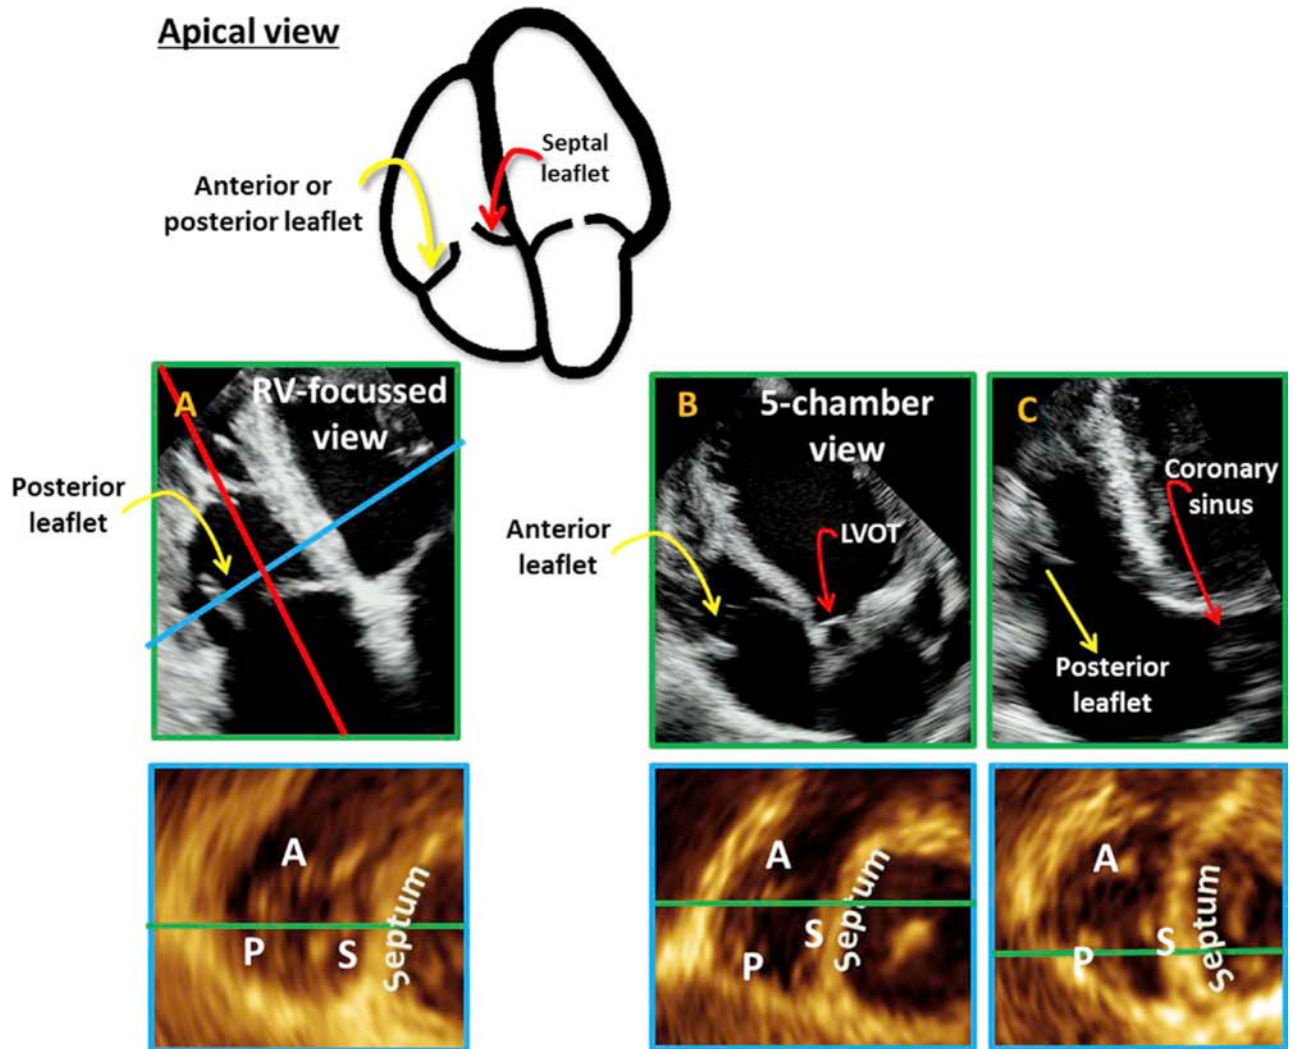 Apical view
Septal
leaflet
Anterior or
posterior leaflet
A
RV-focussed
view
Posterior
leaflet
B
5-chamber
view
Anterior
leaflet
LVOT
C
Coronary
sinus
Posterior
leaflet
A
P
S
Septum
A
P
S
Septum
A
P
S
Septum